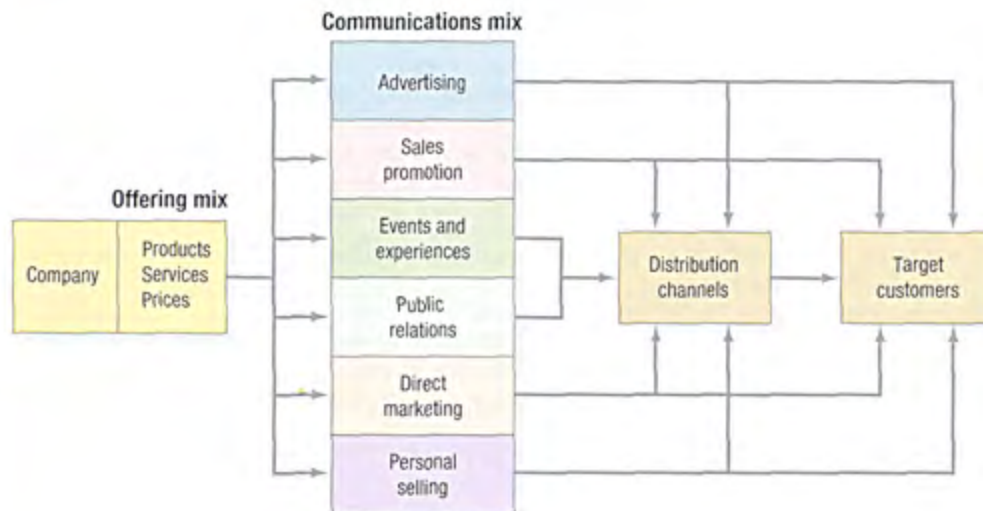 Communications mix
Advertising
Sales
promotion
Offering mix
Company
Products
Services
Prices
Events and
experiences
Public
relations
Distribution
channels
Target
customers
Direct
marketing
Personal
selling